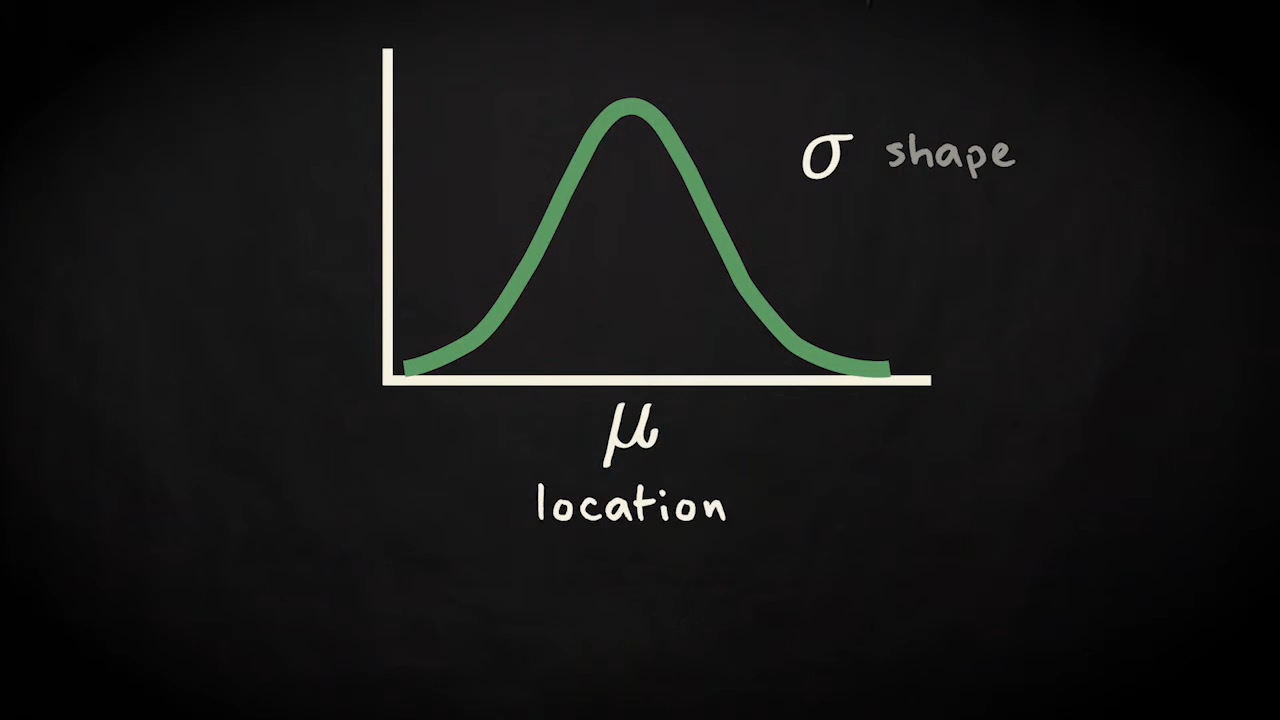 σ shape
μ
location